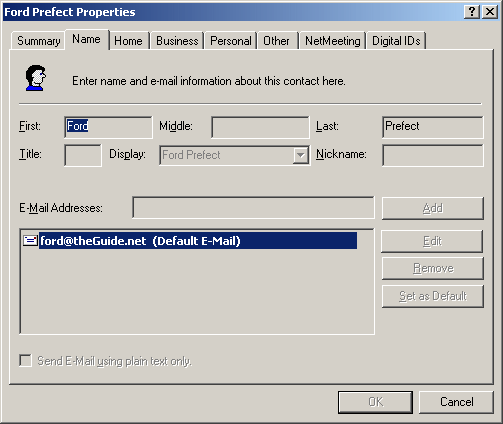 Ford Prefect Properties
Summary Name Home Business Personal Other NetMeeting Digital IDs
Enter name and e-mail information about this contact here.
First: Ford Middle: Last: Prefect
Title: Display: Ford Prefect Nickname:
E-Mail Addresses: Add
ford@theGuide.net (Default E-Mail) Edit
Remove
Set as Default
Send E-Mail using plain text only.
OK Cancel